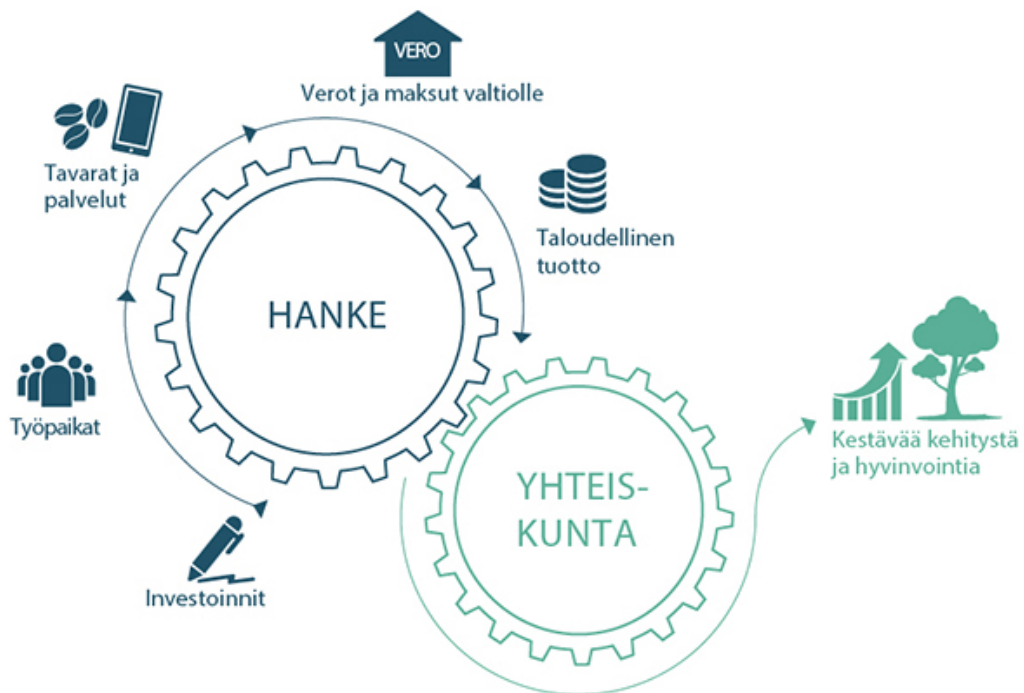 VERO
Verot ja maksut valtiolle
Tavarat ja
palvelut
Taloudellinen
tuotto
HANKE
Työpaikat
Investoinnit
YHTEIS-
KUNTA
Kestävää kehitystä
ja hyvinvointia